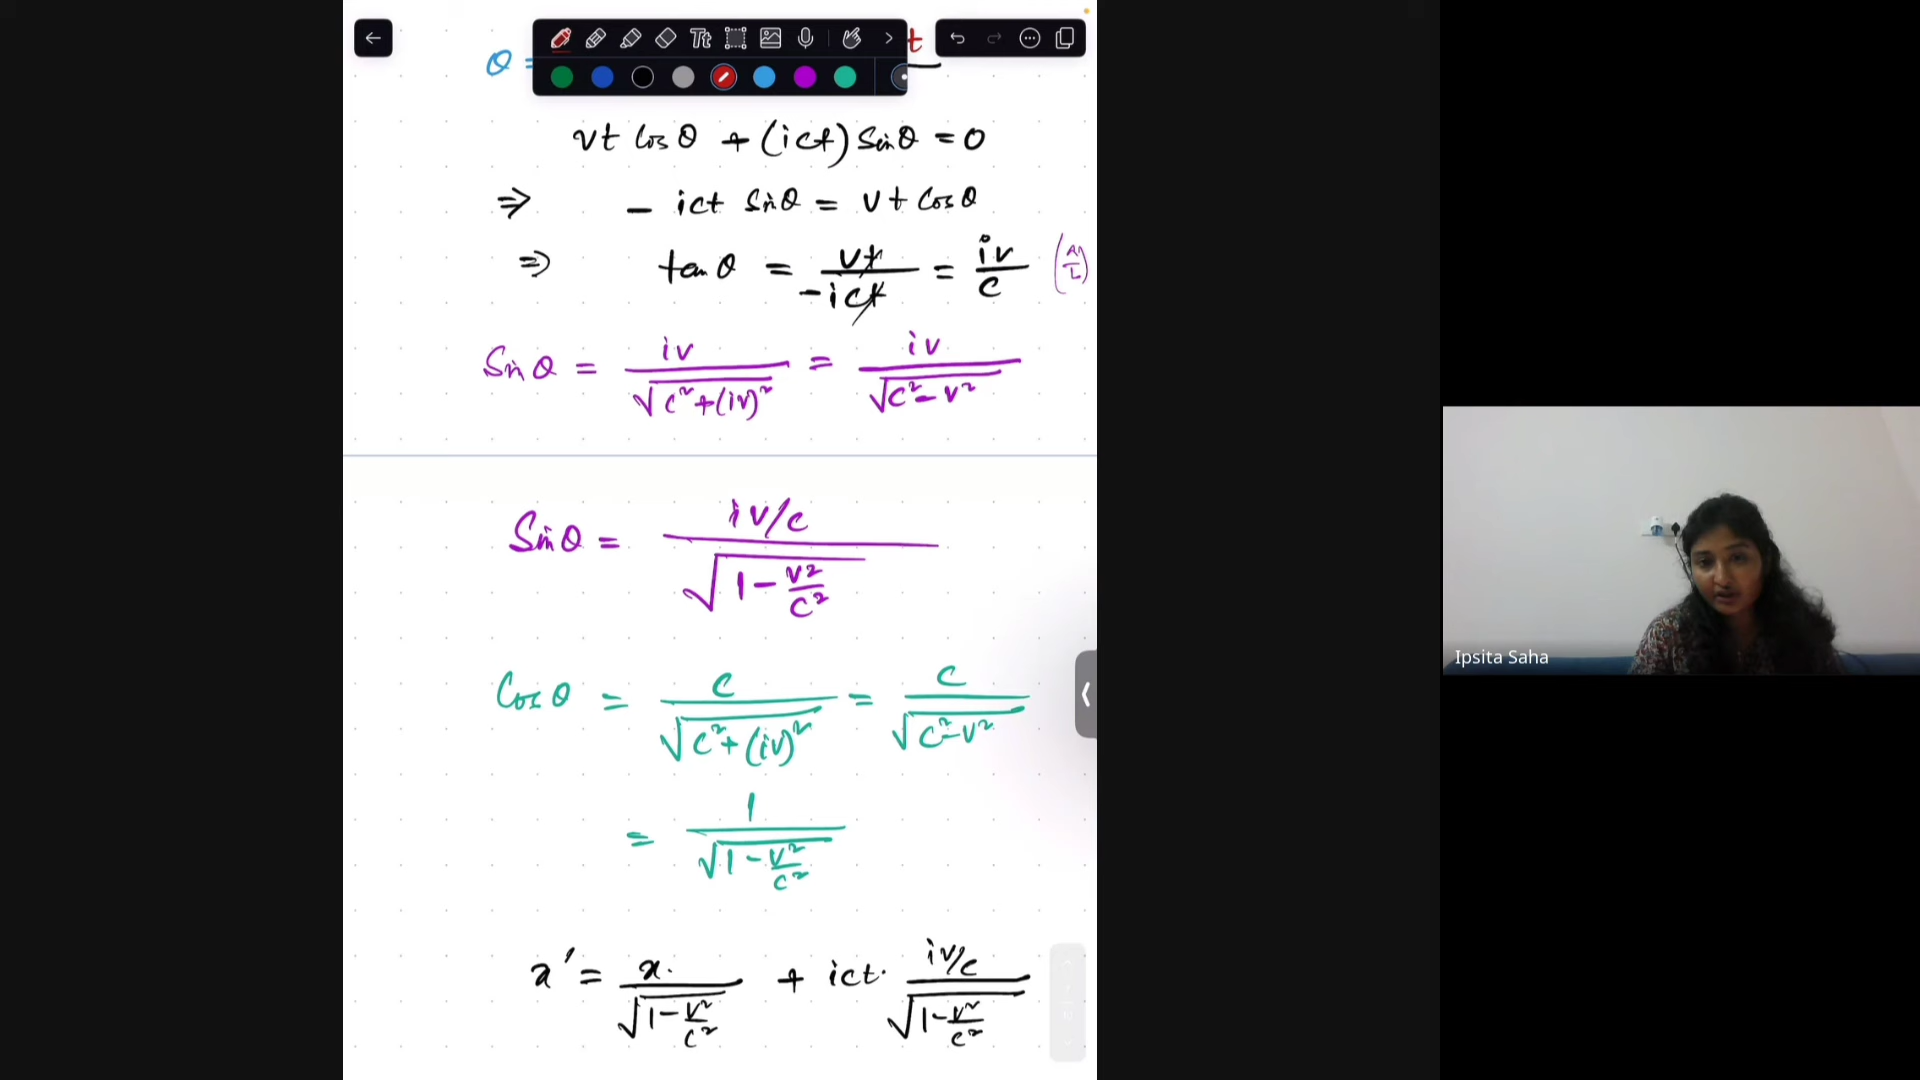 θ =
t
Tt
vt Cosθ + (ict) Sinθ = 0
⇒ - ict Sinθ = vt Cosθ
⇒ tanθ = vt/-ict = iv/c
Sinθ = iv/√(c²+(iv)²) = iv/√(c²-v²)
Sinθ = iv/c / √(1-v²/c²)
Cosθ = c/√(c²+(iv)²) = c/√(c²-v²)
= 1/√(1-v²/c²)
x' = x·/√(1-v²/c²) + ict· iv/c/√(1-v²/c²)
Ipsita Saha